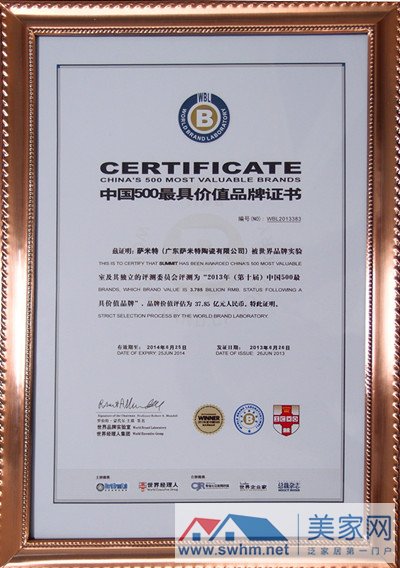 WBL
WORLD BRAND LABORATORY
B
CERTIFICATE
CHINA'S 500 MOST VALUABLE BRANDS
中国500最具价值品牌证书
编号(NO): WBL2013383
兹证明: 萨米特（广东萨米特陶瓷有限公司）被世界品牌实验
THIS IS TO CERTIFY THAT SUMMIT HAS BEEN AWARDED CHINA'S 500 MOST VALUABLE
室及其独立的评测委员会评测为“2013年（第十届）中国500最
BRANDS, WHICH BRAND VALUE IS 3.785 BILLION RMB, STATUS FOLLOWING A
具价值品牌”，品牌价值评估为 37.85 亿元人民币。特此证明。
STRICT SELECTION PROCESS BY THE WORLD BRAND LABORATORY.
有效期至: 2014年6月25日 发证日期: 2013年6月26日
DATE OF EXPIRY: 25JUN 2014 DATE OF ISSUE: 26JUN 2013
世界品牌实验室 World Brand Laboratory
世界经理人集团 World Executive Group
WINNER
B
世界经理人
世界企业家
总裁杂志
美家网
www.swhm.net
泛家居第一门户